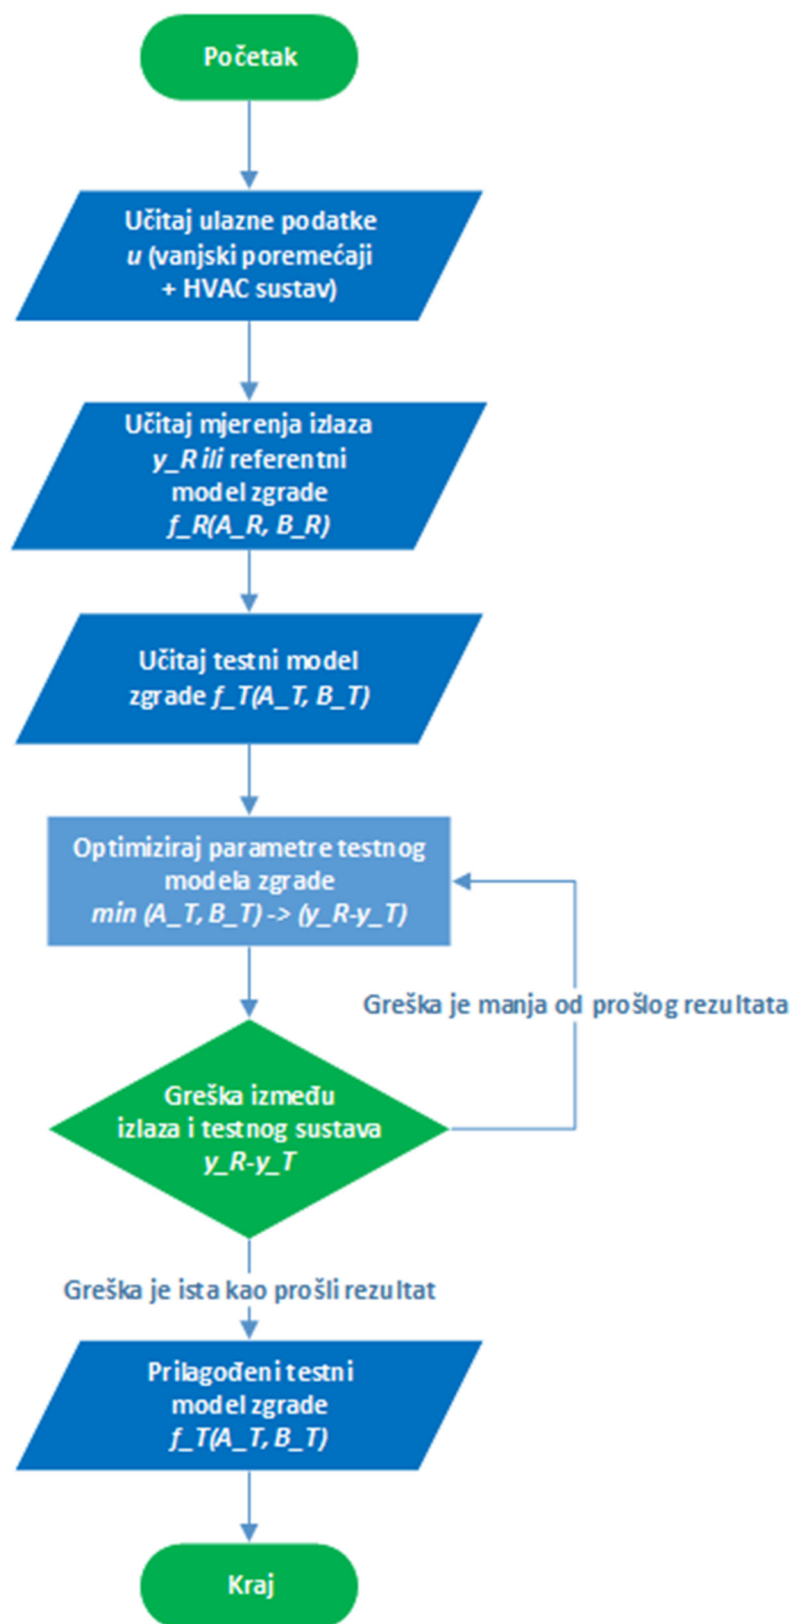 Početak
Učitaj ulazne podatke
u (vanjski poremećaji
+ HVAC sustav)
Učitaj mjerenja izlaza
y_R ili referentni
model zgrade
f_R(A_R, B_R)
Učitaj testni model
zgrade f_T(A_T, B_T)
Optimiziraj parametre testnog
modela zgrade
min (A_T, B_T) -> (y_R-y_T)
Greška je manja od prošlog rezultata
Greška između
izlaza i testnog sustava
y_R-y_T
Greška je ista kao prošli rezultat
Prilagođeni testni
model zgrade
f_T(A_T, B_T)
Kraj